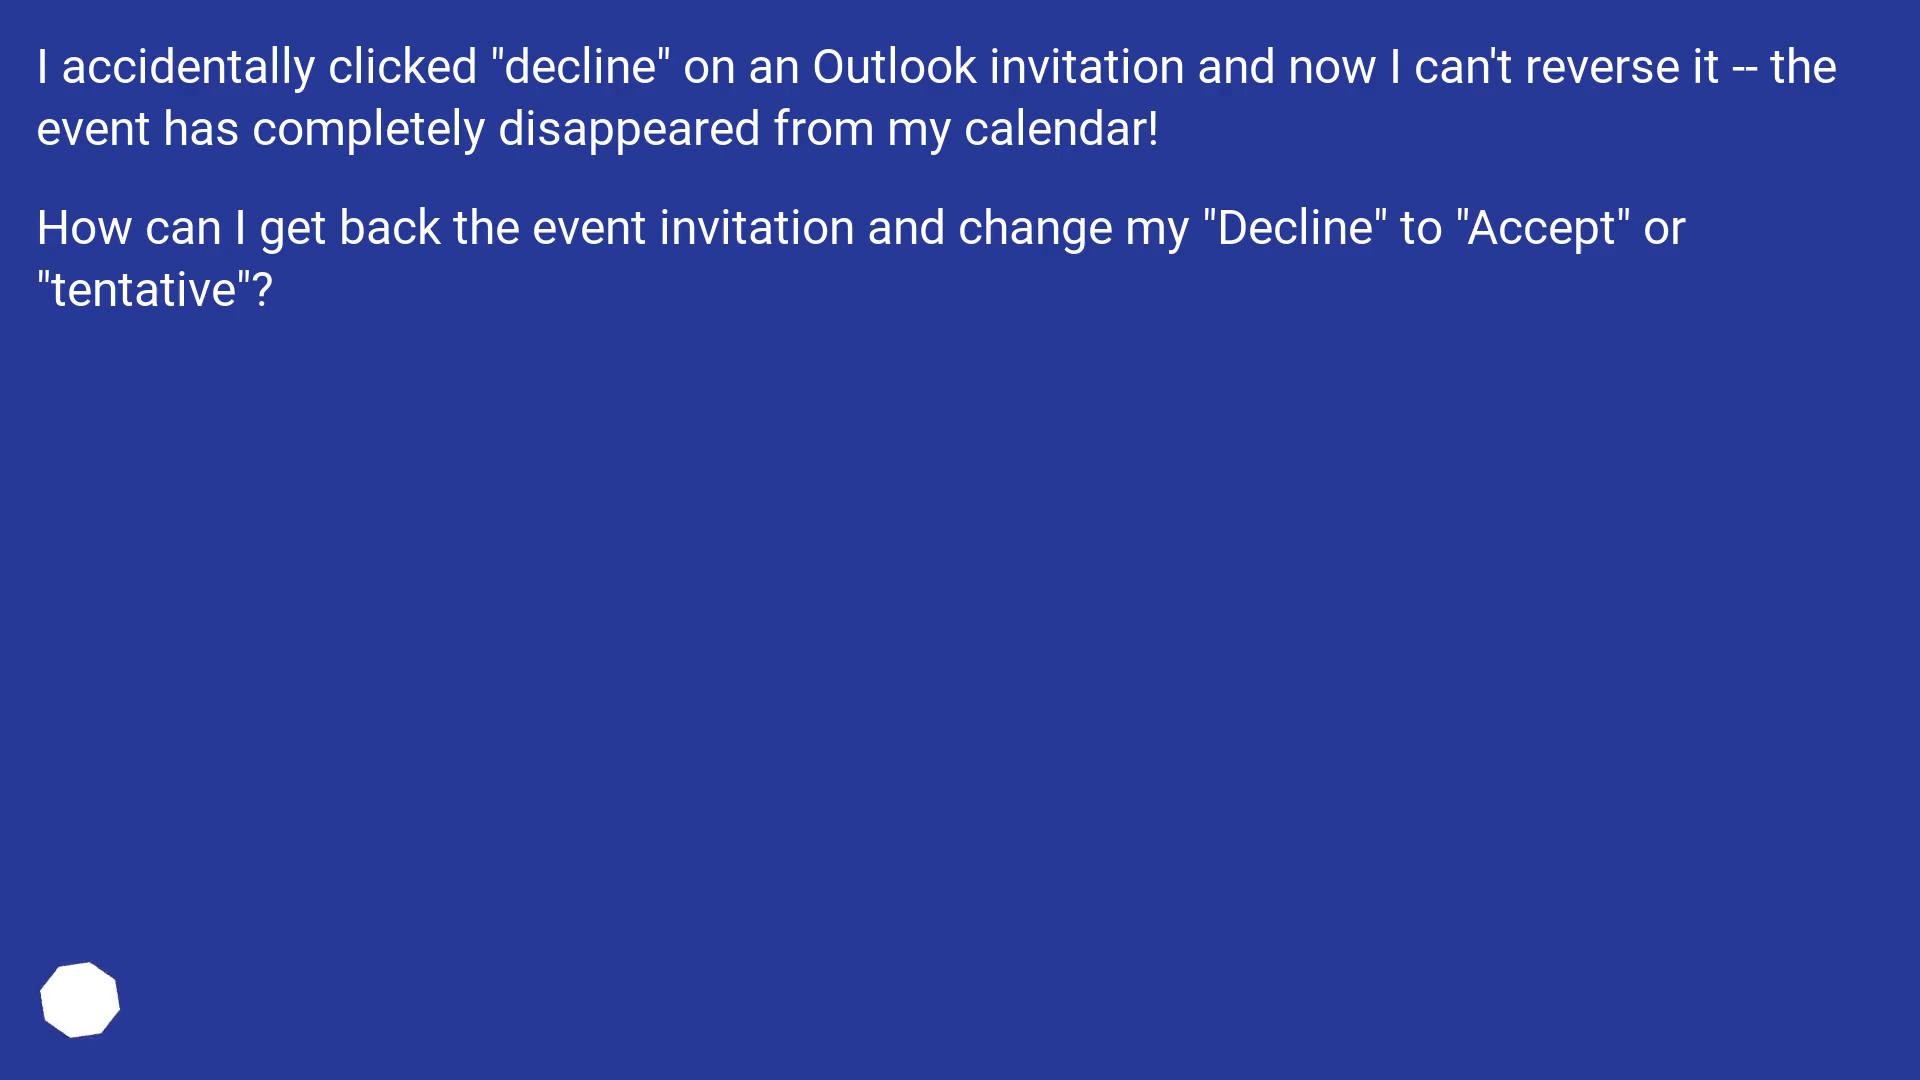 I accidentally clicked "decline" on an Outlook invitation and now I can't reverse it -- the
event has completely disappeared from my calendar!
How can I get back the event invitation and change my "Decline" to "Accept" or
"tentative"?